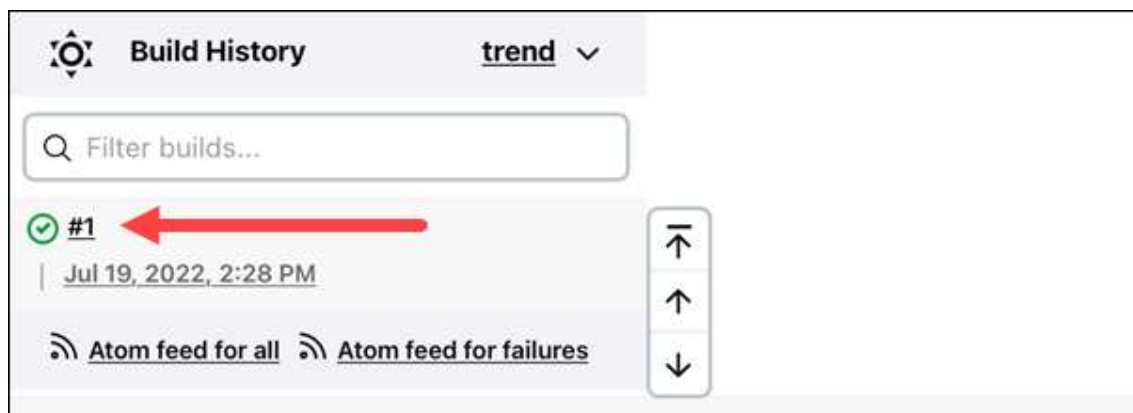 Build History trend
Filter builds...
#1
Jul 19, 2022, 2:28 PM
Atom feed for all Atom feed for failures